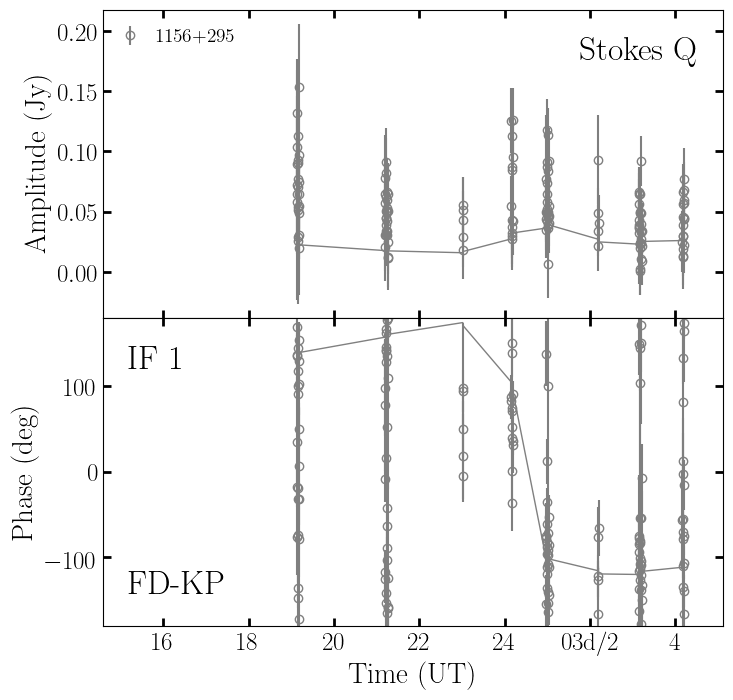 1156+295
Stokes Q
0.20
0.15
0.10
0.05
0.00
Amplitude (Jy)
IF 1
100
0
−100
Phase (deg)
FD-KP
16 18 20 22 24 03d/2 4
Time (UT)